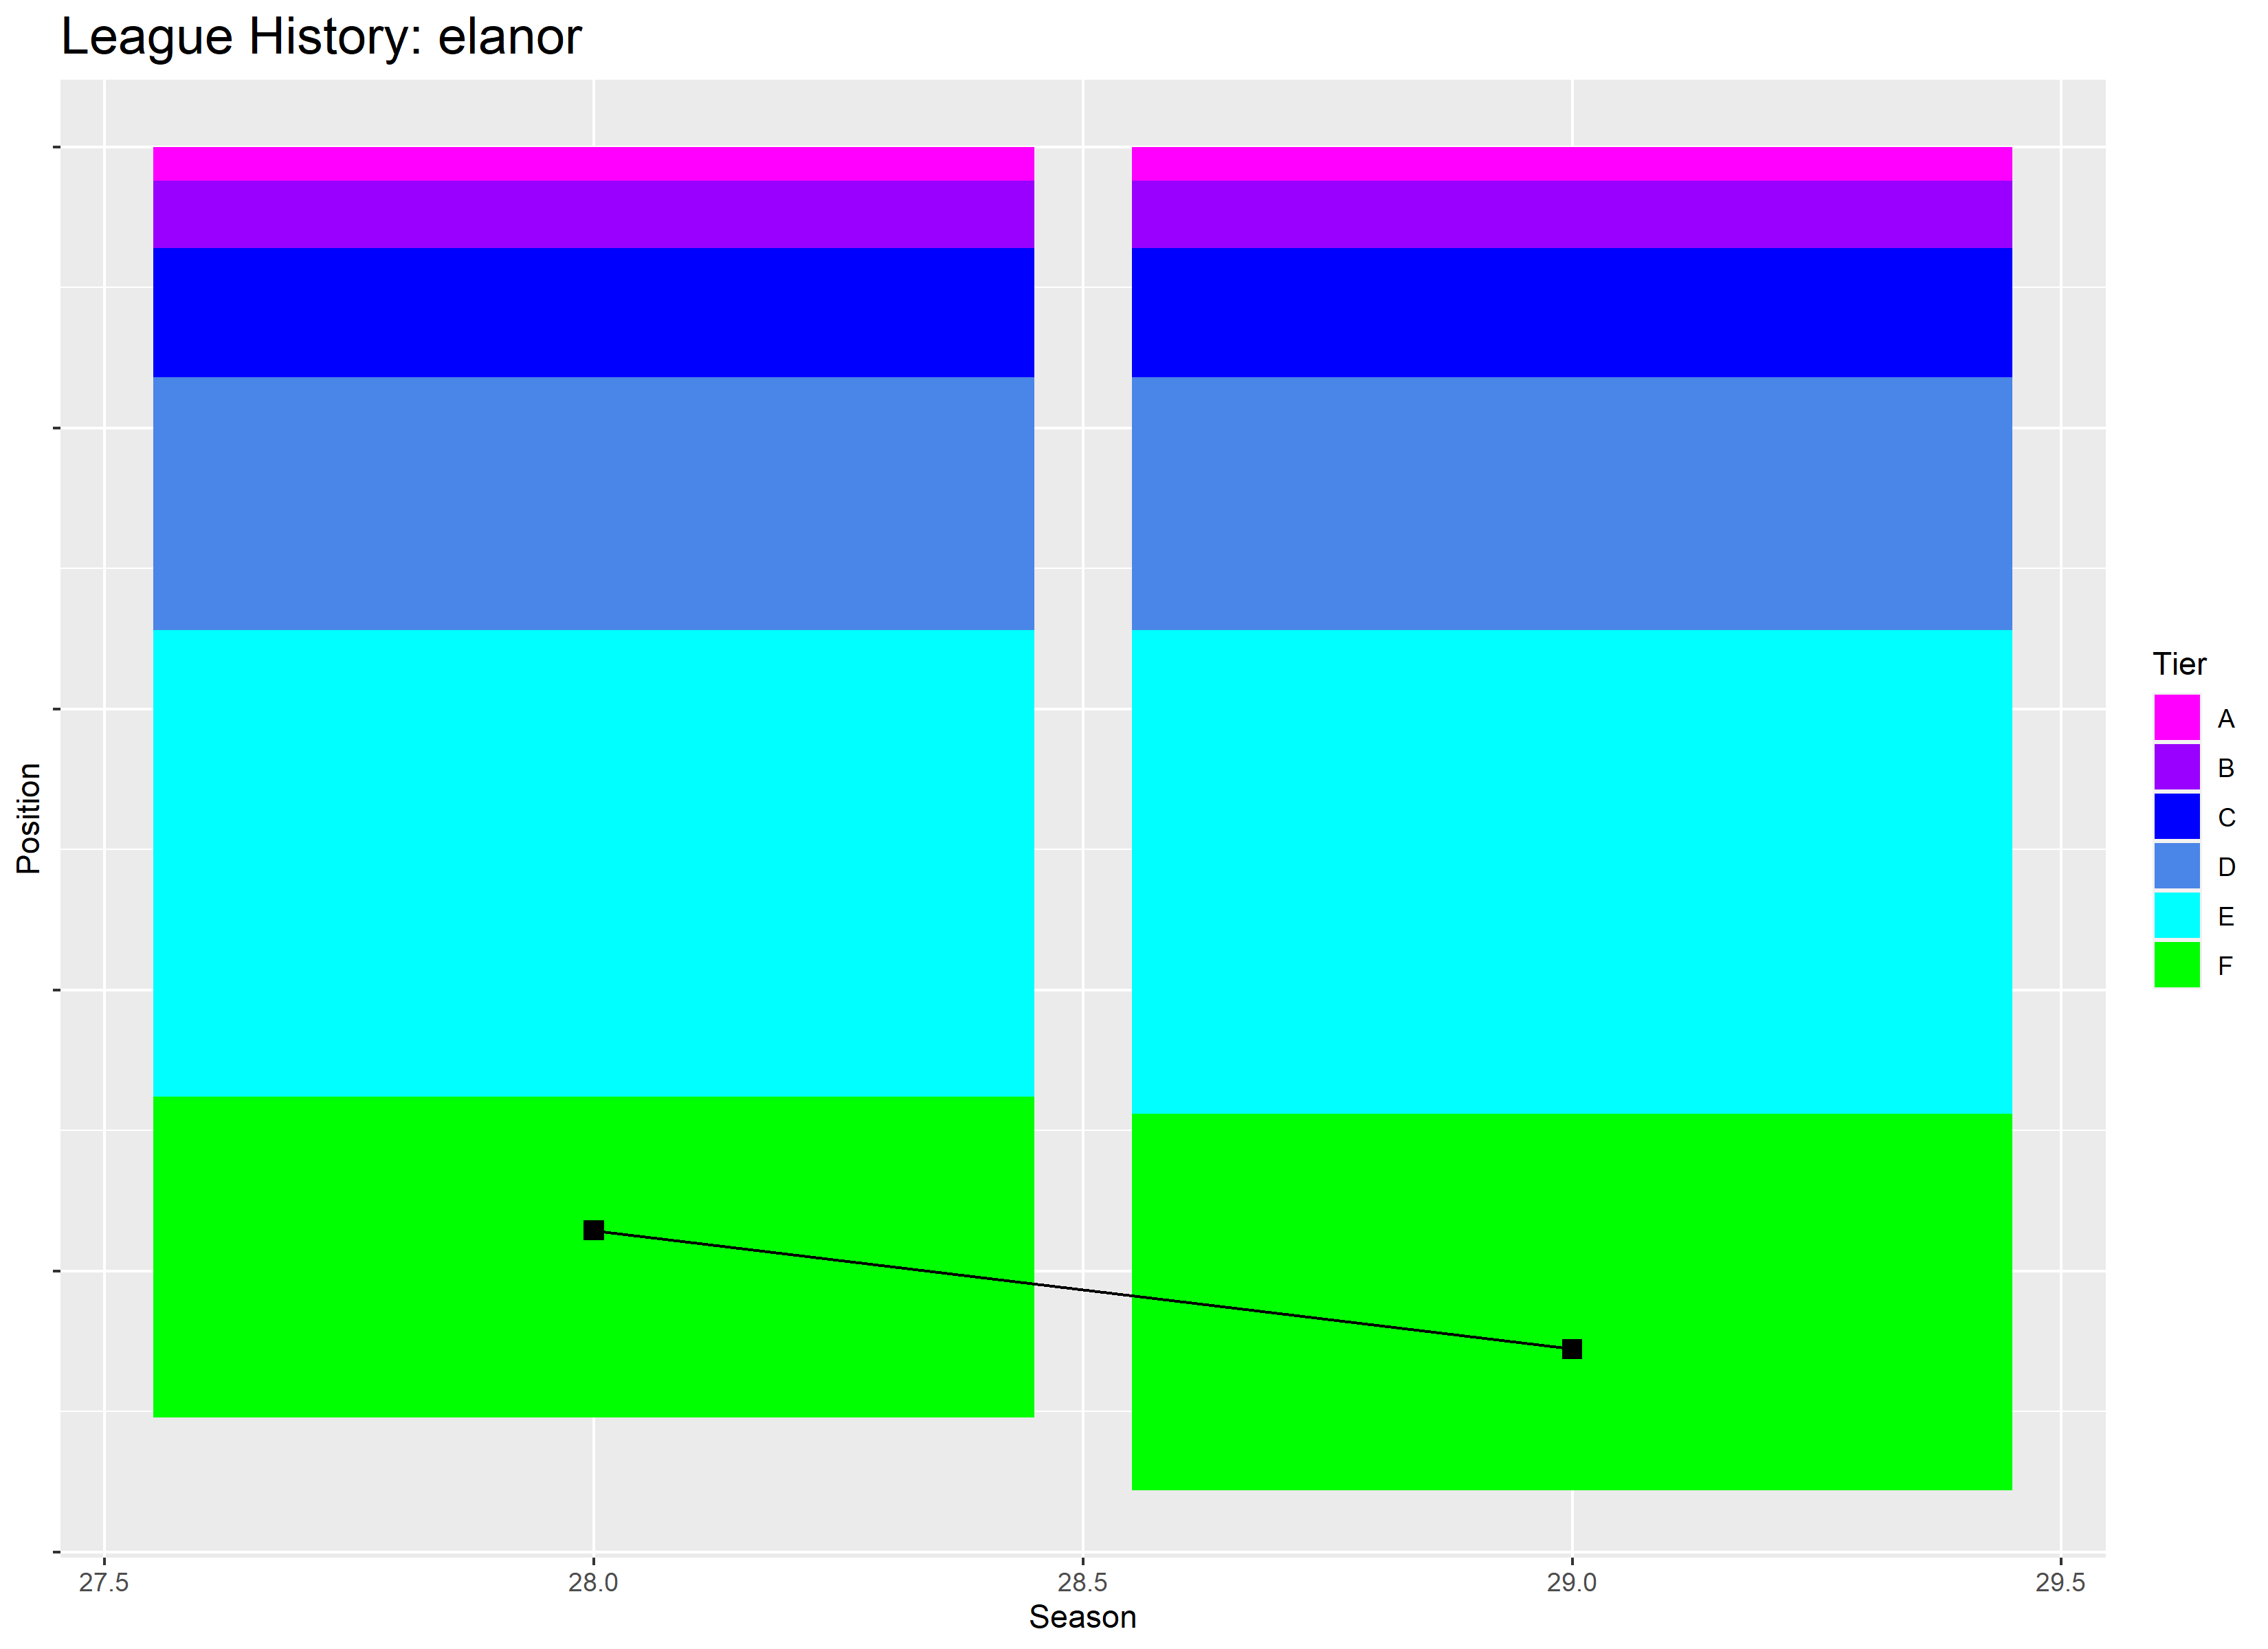 League History: elanor
Position
27.5
28.0
28.5
29.0
29.5
Season
Tier
A
B
C
D
E
F